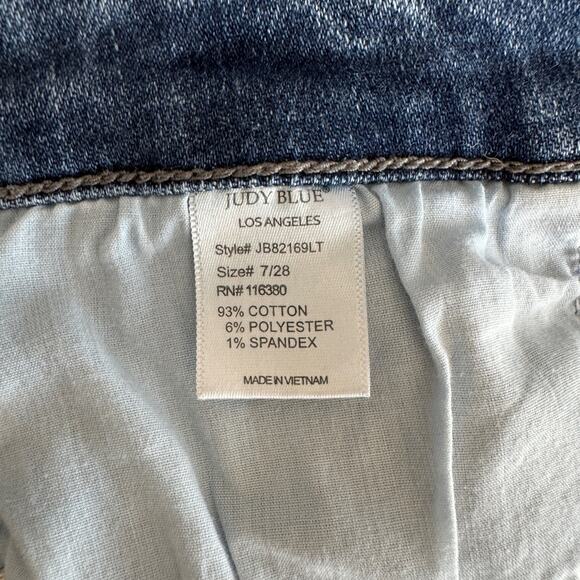 JUDY BLUE
LOS ANGELES
Style# JB82169LT
Size# 7/28
RN# 116380
93% COTTON
6% POLYESTER
1% SPANDEX
MADE IN VIETNAM